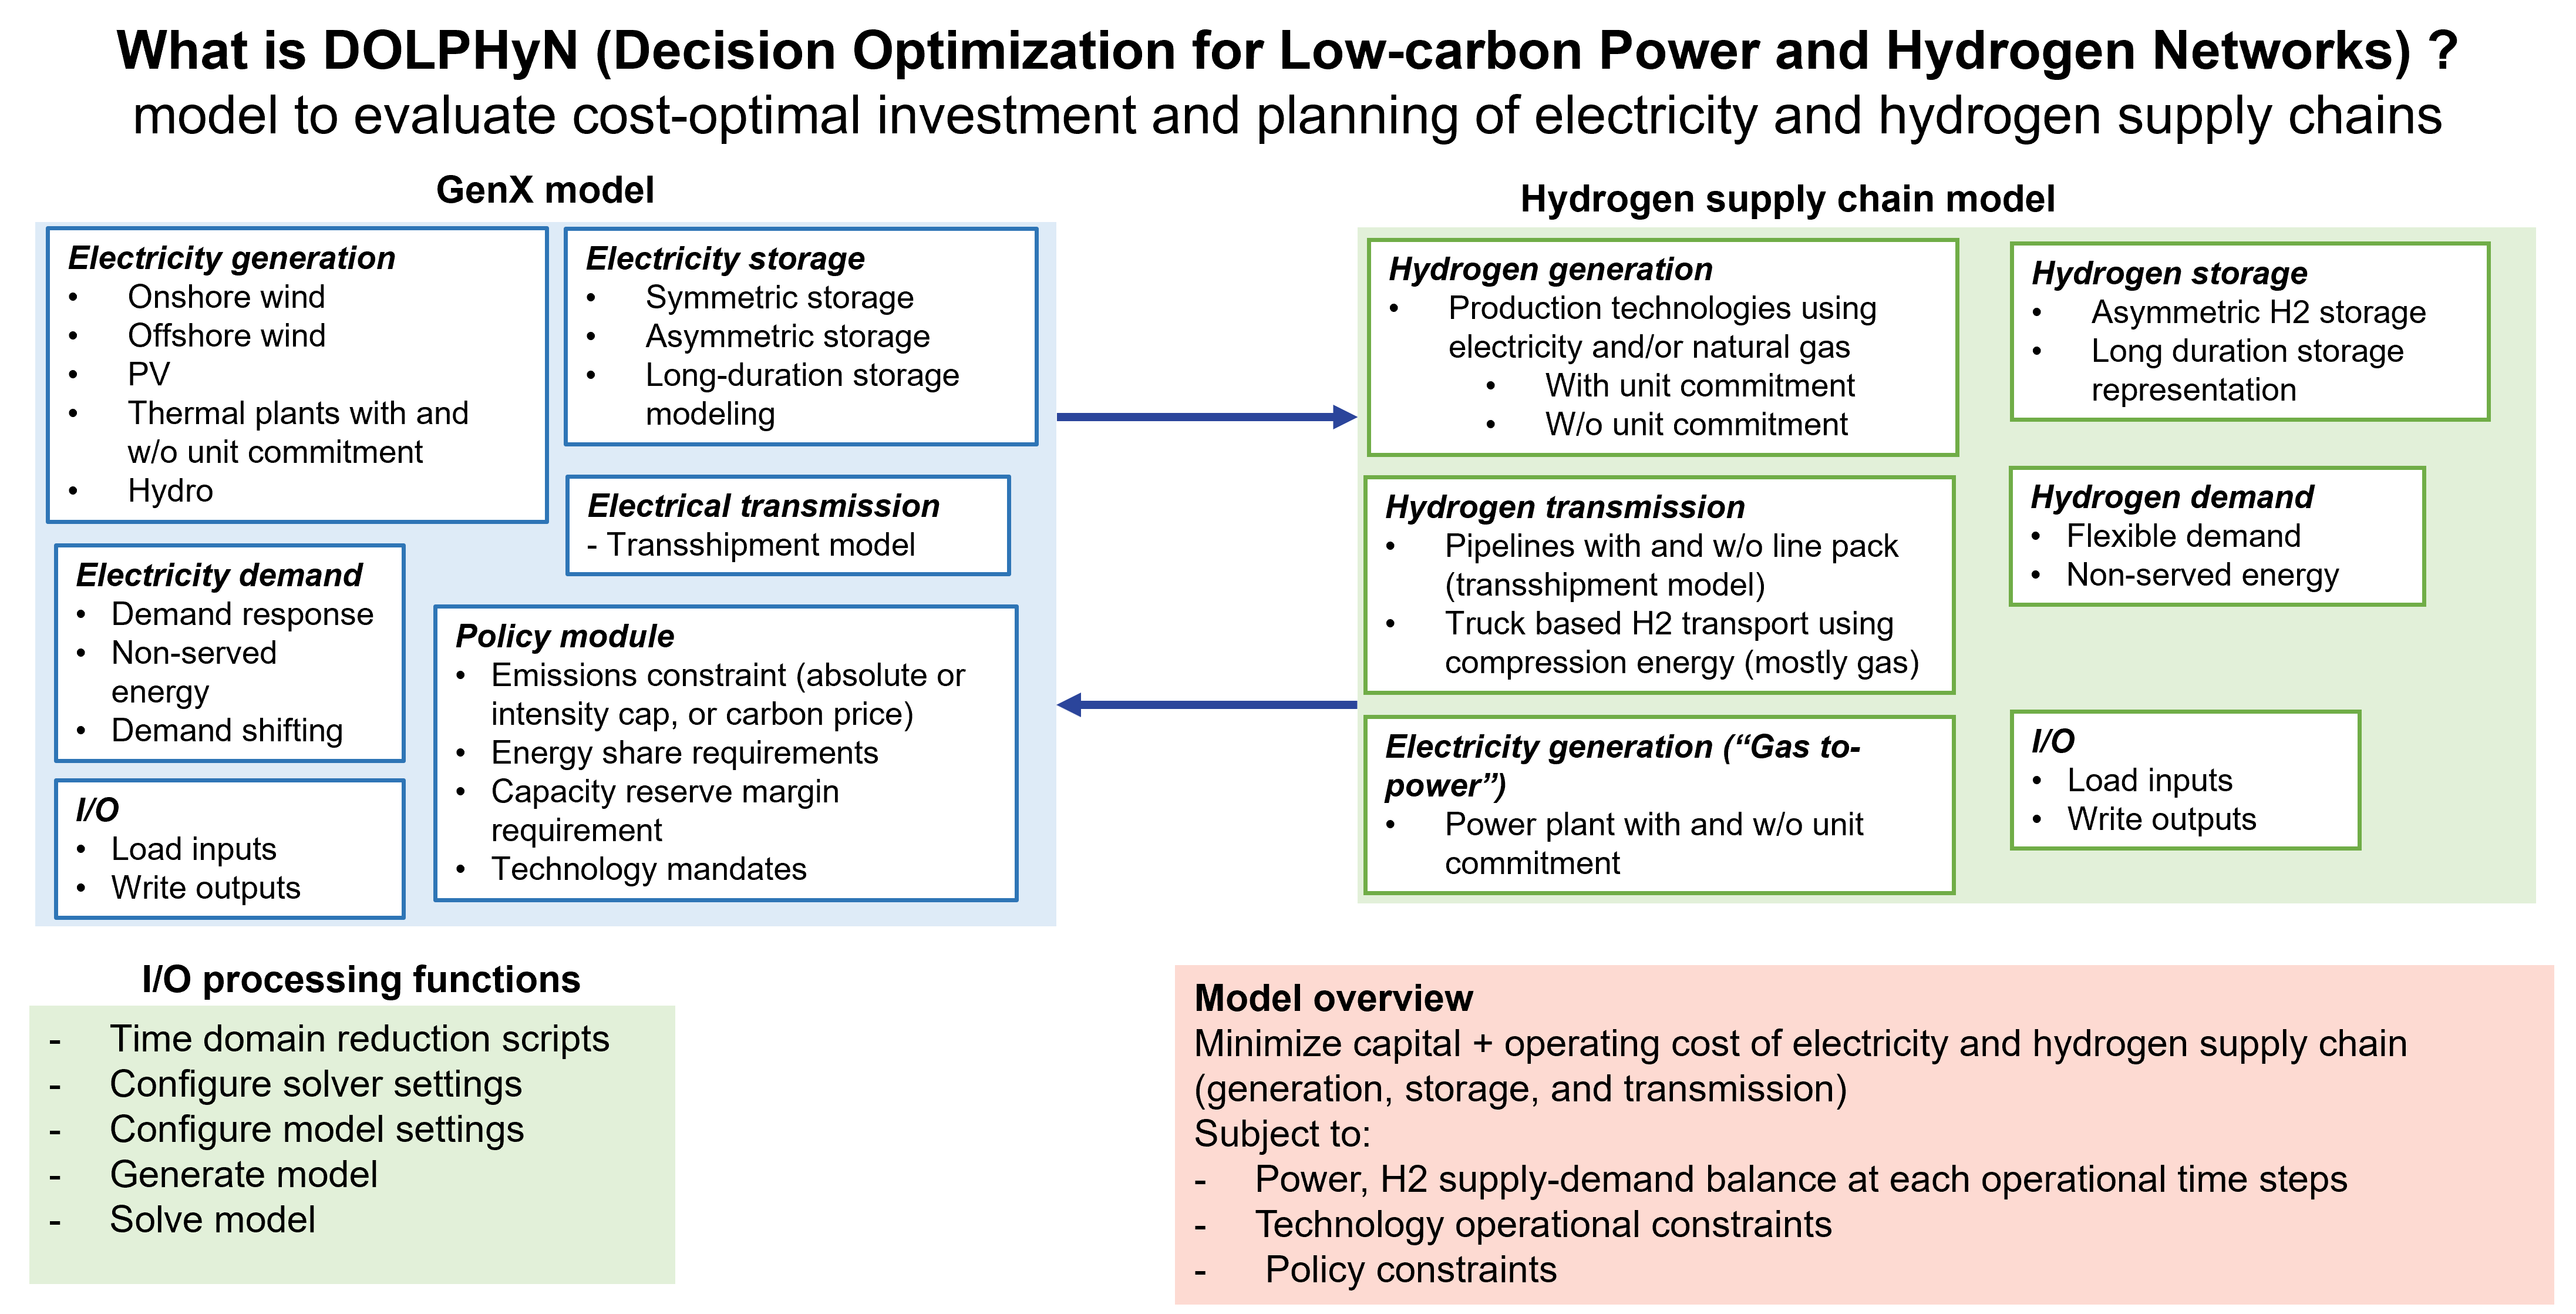 What is DOLPHyN (Decision Optimization for Low-carbon Power and Hydrogen Networks) ?
model to evaluate cost-optimal investment and planning of electricity and hydrogen supply chains
GenX model
Electricity generation
• Onshore wind
• Offshore wind
• PV
• Thermal plants with and
w/o unit commitment
• Hydro
Electricity storage
• Symmetric storage
• Asymmetric storage
• Long-duration storage
modeling
Electrical transmission
- Transshipment model
Electricity demand
• Demand response
• Non-served
energy
• Demand shifting
Policy module
• Emissions constraint (absolute or
intensity cap, or carbon price)
• Energy share requirements
• Capacity reserve margin
requirement
• Technology mandates
I/O
• Load inputs
• Write outputs
Hydrogen supply chain model
Hydrogen generation
• Production technologies using
electricity and/or natural gas
• With unit commitment
• W/o unit commitment
Hydrogen storage
• Asymmetric H2 storage
• Long duration storage
representation
Hydrogen transmission
• Pipelines with and w/o line pack
(transshipment model)
• Truck based H2 transport using
compression energy (mostly gas)
Hydrogen demand
• Flexible demand
• Non-served energy
Electricity generation (“Gas to-
power”)
• Power plant with and w/o unit
commitment
I/O
• Load inputs
• Write outputs
I/O processing functions
- Time domain reduction scripts
- Configure solver settings
- Configure model settings
- Generate model
- Solve model
Model overview
Minimize capital + operating cost of electricity and hydrogen supply chain
(generation, storage, and transmission)
Subject to:
- Power, H2 supply-demand balance at each operational time steps
- Technology operational constraints
- Policy constraints